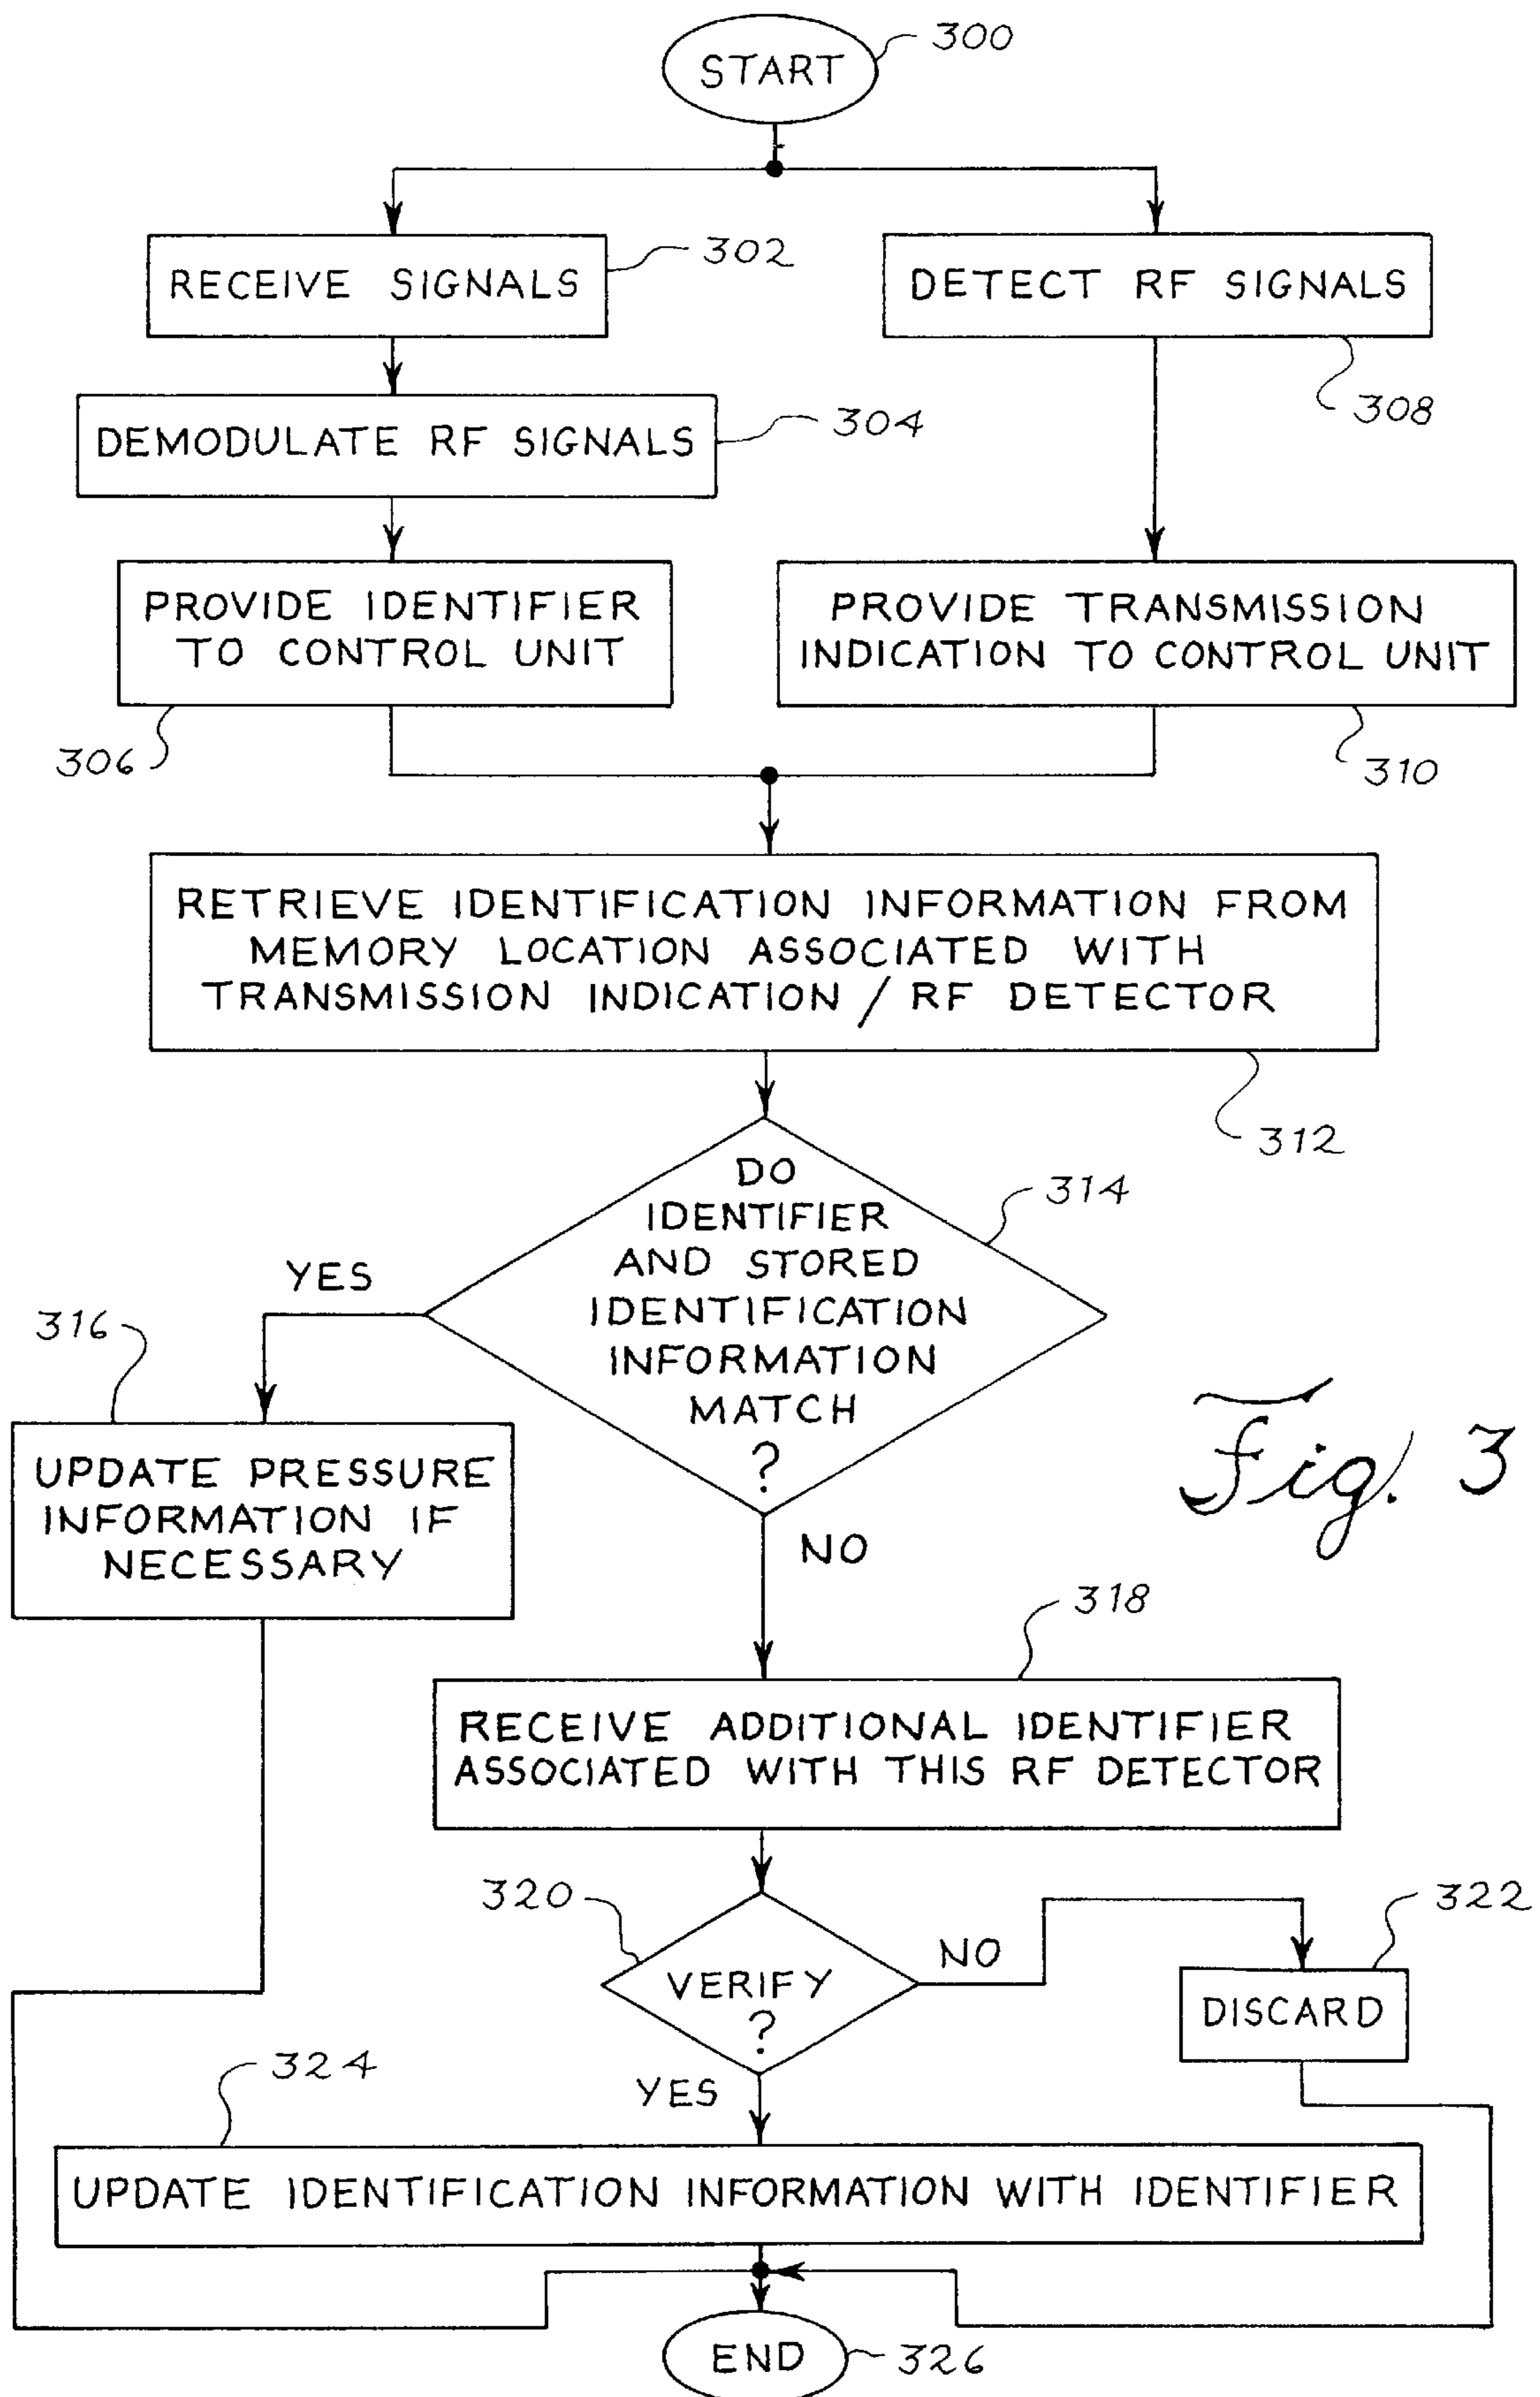 START
300
RECEIVE SIGNALS
302
DETECT RF SIGNALS
308
DEMODULATE RF SIGNALS
304
PROVIDE IDENTIFIER
TO CONTROL UNIT
306
PROVIDE TRANSMISSION
INDICATION TO CONTROL UNIT
310
RETRIEVE IDENTIFICATION INFORMATION FROM
MEMORY LOCATION ASSOCIATED WITH
TRANSMISSION INDICATION / RF DETECTOR
312
DO
IDENTIFIER
AND STORED
IDENTIFICATION
INFORMATION
MATCH
?
314
YES
316
UPDATE PRESSURE
INFORMATION IF
NECESSARY
Fig. 3
NO
318
RECEIVE ADDITIONAL IDENTIFIER
ASSOCIATED WITH THIS RF DETECTOR
320
VERIFY
?
NO
322
DISCARD
YES
324
UPDATE IDENTIFICATION INFORMATION WITH IDENTIFIER
END
326